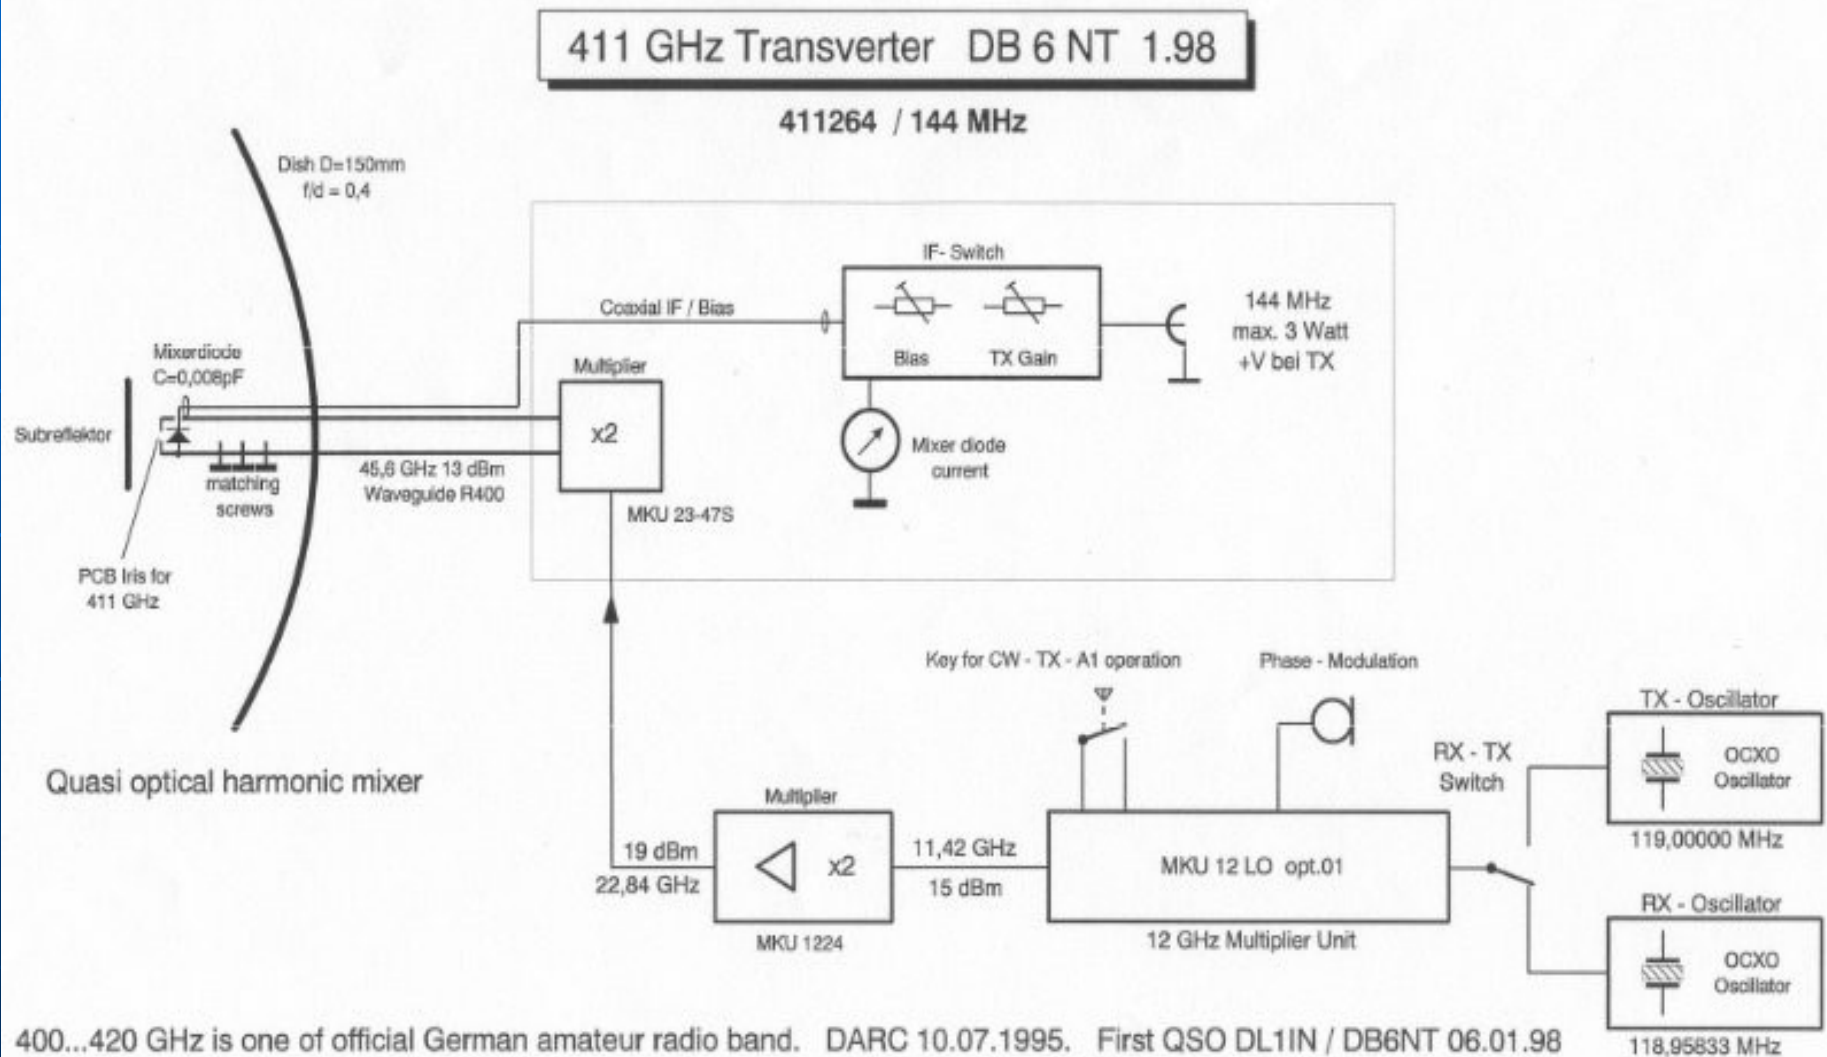 411 GHz Transverter DB 6 NT 1.98
411264 / 144 MHz
Dish D=150mm
f/d = 0,4
IF- Switch
Coaxial IF / Bias
Bias TX Gain
144 MHz
max. 3 Watt
+V bei TX
Mixerdiode
C=0,008pF
Multiplier
x2
Subreflektor
Mixer diode
current
45,6 GHz 13 dBm
Waveguide R400
matching
screws
MKU 23-47S
PCB Iris for
411 GHz
Key for CW - TX - A1 operation
Phase - Modulation
TX - Oscillator
OCXO
Oscillator
119,00000 MHz
RX - TX
Switch
Quasi optical harmonic mixer
Multiplier
19 dBm
22,84 GHz
x2
11,42 GHz
15 dBm
MKU 12 LO opt.01
MKU 1224
12 GHz Multiplier Unit
RX - Oscillator
OCXO
Oscillator
118,95833 MHz
400...420 GHz is one of official German amateur radio band. DARC 10.07.1995. First QSO DL1IN / DB6NT 06.01.98